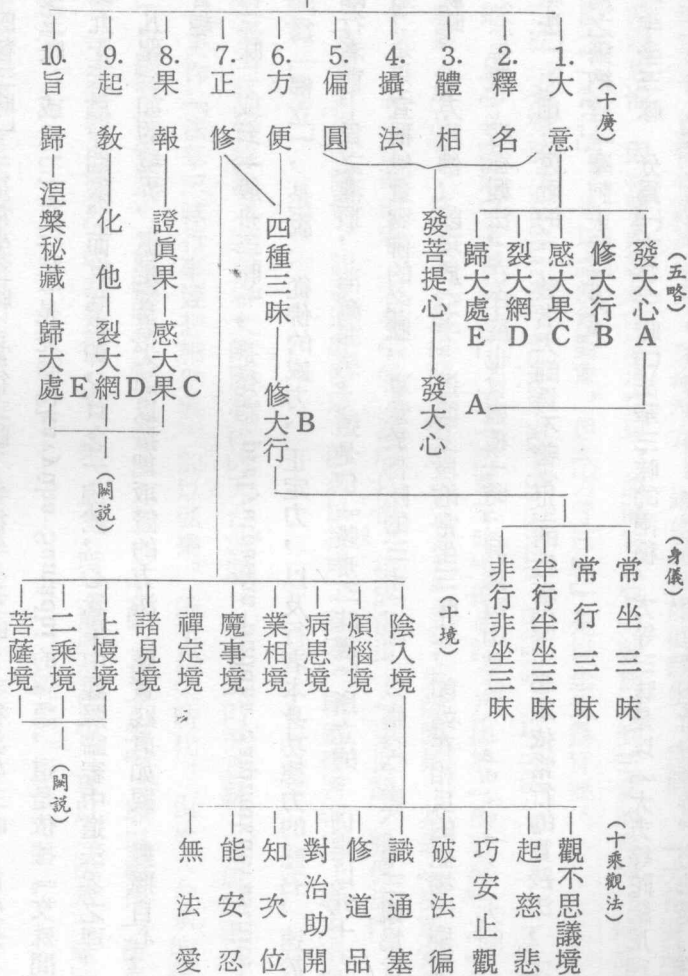 (十廣)
1.大意
2.釋名
3.體相
4.攝法
5.偏圓
6.方便
7.正修
8.果報
9.起教
10.旨歸
(五略)
發大心A
修大行B
感大果C
裂大網D
歸大處E
A
發菩提心
發大心
四種三昧
修大行
B
證眞果
感大果C
化他
裂大網D
涅槃秘藏
歸大處E
(闕説)
(身儀)
常坐三昧
常行三昧
半行半坐三昧
非行非坐三昧
(十境)
陰入境
煩惱境
病患境
業相境
魔事境
禪定境
諸見境
上慢境
二乘境
菩薩境
(闕説)
(十乘觀法)
觀不思議境
起慈悲
巧安止觀
破法徧
識通塞
修道品
對治助開
知次位
能安忍
無法愛